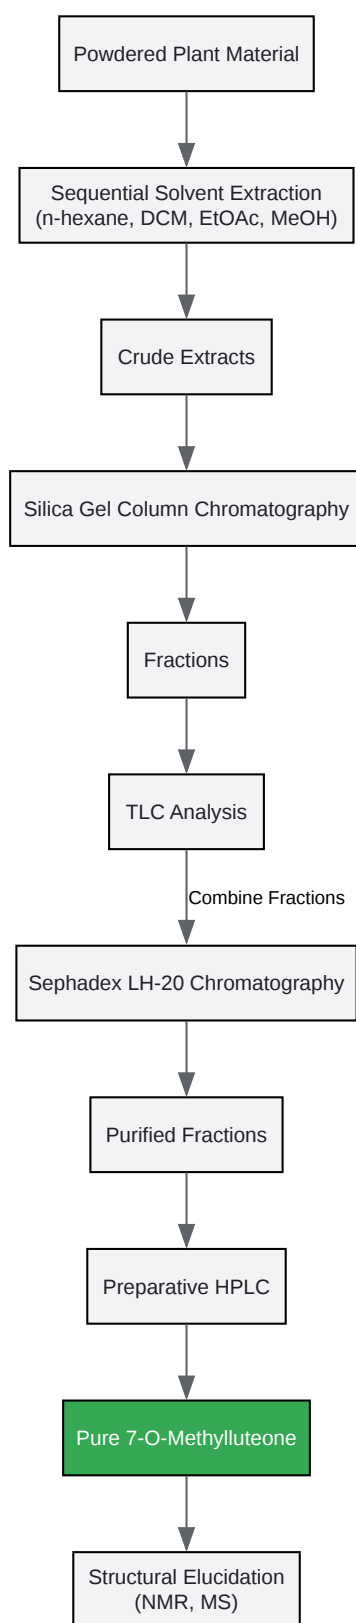 Powdered Plant Material
Sequential Solvent Extraction
(n-hexane, DCM, EtOAc, MeOH)
Crude Extracts
Silica Gel Column Chromatography
Fractions
TLC Analysis
Combine Fractions
Sephadex LH-20 Chromatography
Purified Fractions
Preparative HPLC
Pure 7-O-Methylluteone
Structural Elucidation
(NMR, MS)